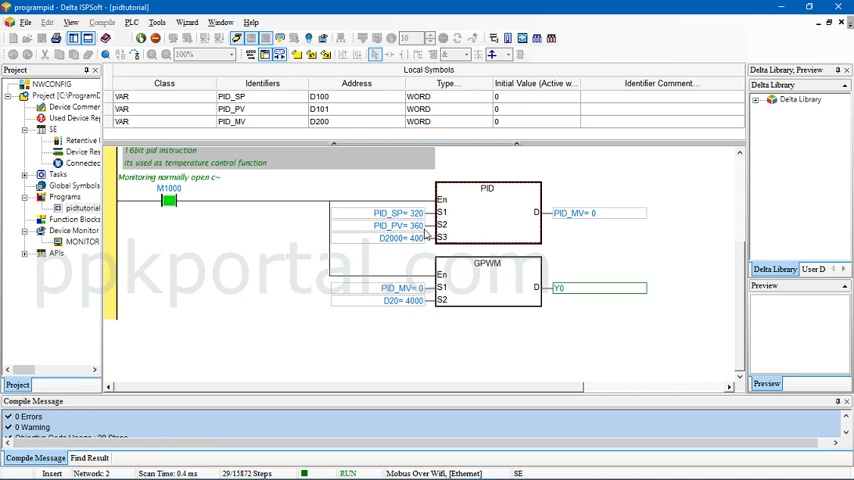 programpid - Delta ISPSoft - [pidtutorial]
File Edit View Compile PLC Tools Wizard Window Help
10
100%
Project
NWCONFIG
Project [C:\ProgramD
Device Comme
Used Device Re
SE
Retentive
Device Res
Connected
Tasks
Global Symbols
Programs
pidtutorial
Function Blocks
Device Monitor
MONITOR
APIs
Project
Local Symbols
Class Identifiers Address Type... Initial Value (Active w... Identifier Comment...
VAR PID_SP D100 WORD 0
VAR PID_PV D101 WORD 0
VAR PID_MV D200 WORD 0
16bit pid instruction
its used as temperature control function
Monitoring normally open c~
M1000
PID
En
PID_SP= 320 S1 D PID_MV= 0
PID_PV= 360 S2
D2000= 400 S3
GPWM
En
PID_MV= 0 S1 D Y0
D20= 4000 S2
ppkportal.com
Delta Library, Preview
Delta Library
Delta Library
Delta Library User D
Preview
Preview
Compile Message
0 Errors
0 Warning
Compile Message Find Result
Insert Network: 2 Scan Time: 0.4 ms 29/15872 Steps RUN Mobus Over Wifi, [Ethernet] SE